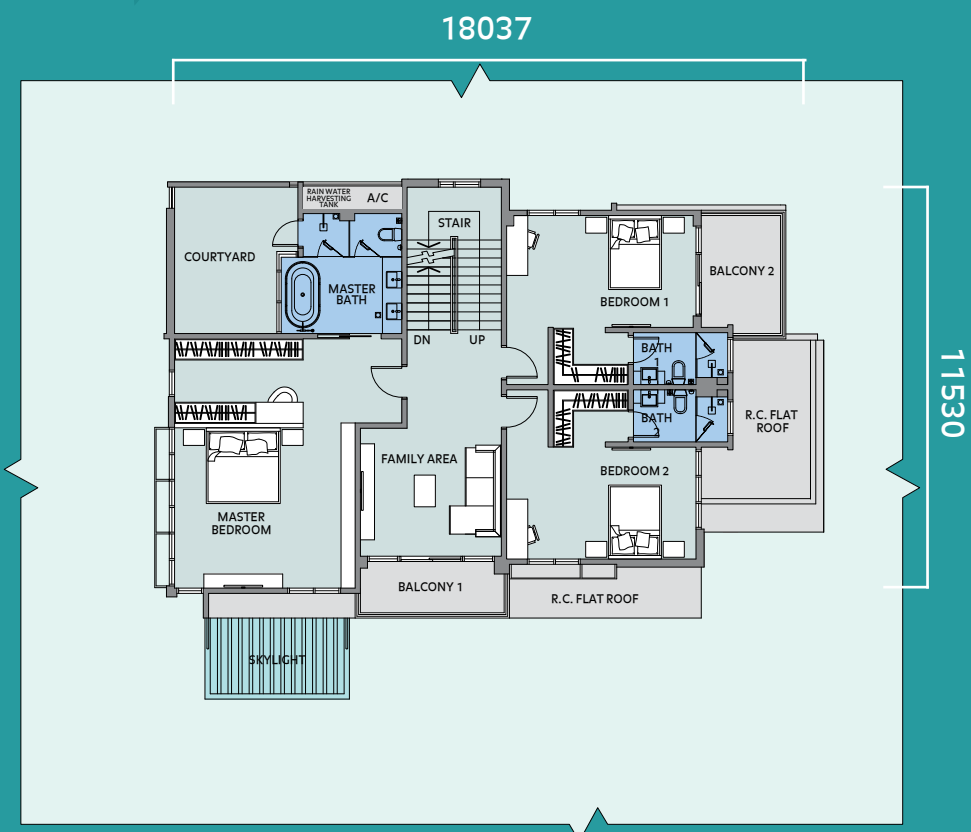 18037
RAIN WATER
HARVESTING
TANK
A/C
STAIR
COURTYARD
MASTER
BATH
BALCONY 2
BEDROOM 1
DN
UP
BATH
1
11530
BATH
2
R.C. FLAT
ROOF
FAMILY AREA
BEDROOM 2
MASTER
BEDROOM
BALCONY 1
R.C. FLAT ROOF
SKYLIGHT